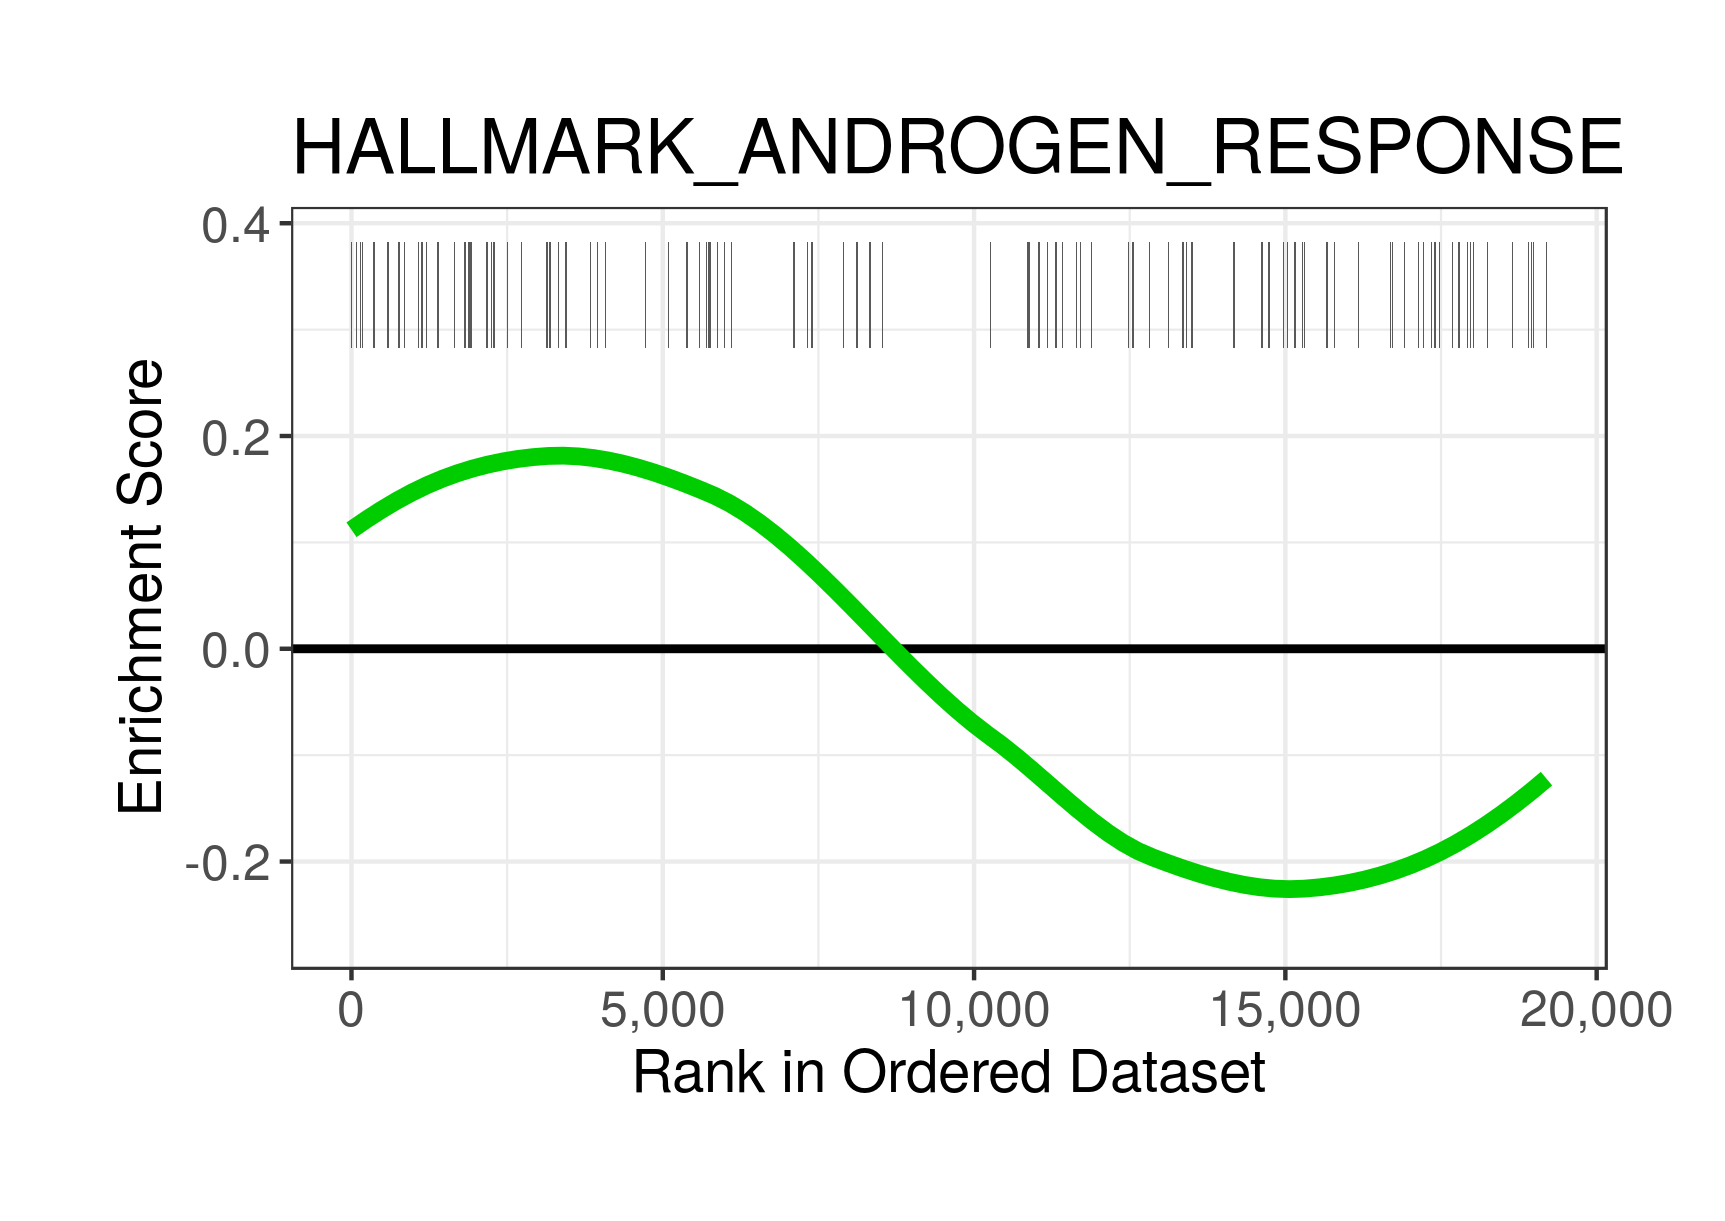 HALLMARK_ANDROGEN_RESPONSE
0.4
0.2
0.0
-0.2
Enrichment Score
0 5,000 10,000 15,000 20,000
Rank in Ordered Dataset